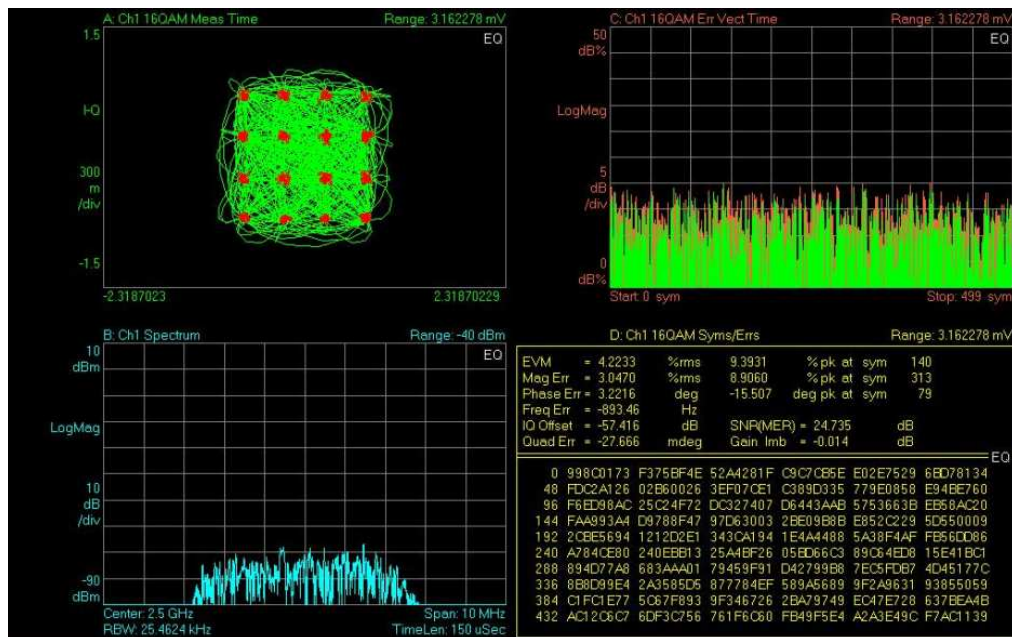 A: Ch1 16QAM Meas Time Range: 3.162278 mV
1.5
EQ
I-Q
300
m
/div
-1.5
-2.3187023 2.31870229
C: Ch1 16QAM Err Vect Time Range: 3.162278 mV
50
dB%
EQ
LogMag
5
dB
/div
0
dB%
Start: 0 sym Stop: 499 sym
B: Ch1 Spectrum Range: -40 dBm
10
dBm
EQ
LogMag
10
dB
/div
-90
dBm
Center: 2.5 GHz Span: 10 MHz
RBW: 25.4624 kHz TimeLen: 150 uSec
D: Ch1 16QAM Syms/Errs Range: 3.162278 mV
EVM = 4.2233 %rms 9.3931 % pk at sym 140
Mag Err = 3.0470 %rms 8.9060 % pk at sym 313
Phase Err = 3.2216 deg -15.507 deg pk at sym 79
Freq Err = -893.46 Hz
IQ Offset = -57.416 dB SNR(MER) = 24.735 dB
Quad Err = -27.666 mdeg Gain Imb = -0.014 dB
EQ
0 998C0173 F375BF4E 52A4281F C9C7CB5E E02E7529 6BD78134
48 FDC2A126 02B60026 3EF07CE1 C389D335 779E0858 E94BE760
96 F6ED98AC 25C24F72 DC327407 D6443AAB 5753663B EB58AC20
144 FAA993A4 D9788F47 97D63003 2BE09B8B E852C229 5D550009
192 2CBE5694 1212D2E1 343CA194 1E4A4488 5A38F4AF FB56DD86
240 A784CE80 240EBB13 25A4BF26 05BD66C3 89C64ED8 15E41BC1
288 894D77A8 683AAA01 79459F91 D42799B8 7EC5FDB7 4D45177C
336 8B8D99E4 2A3585D5 877784EF 589A5689 9F2A9631 93855059
384 C1FC1E77 5C67F893 9F346726 2BA79749 EC47E728 637BEA4B
432 AC12C6C7 6DF3C756 761F6C60 FB49F5E4 A2A3E49C F7AC1139